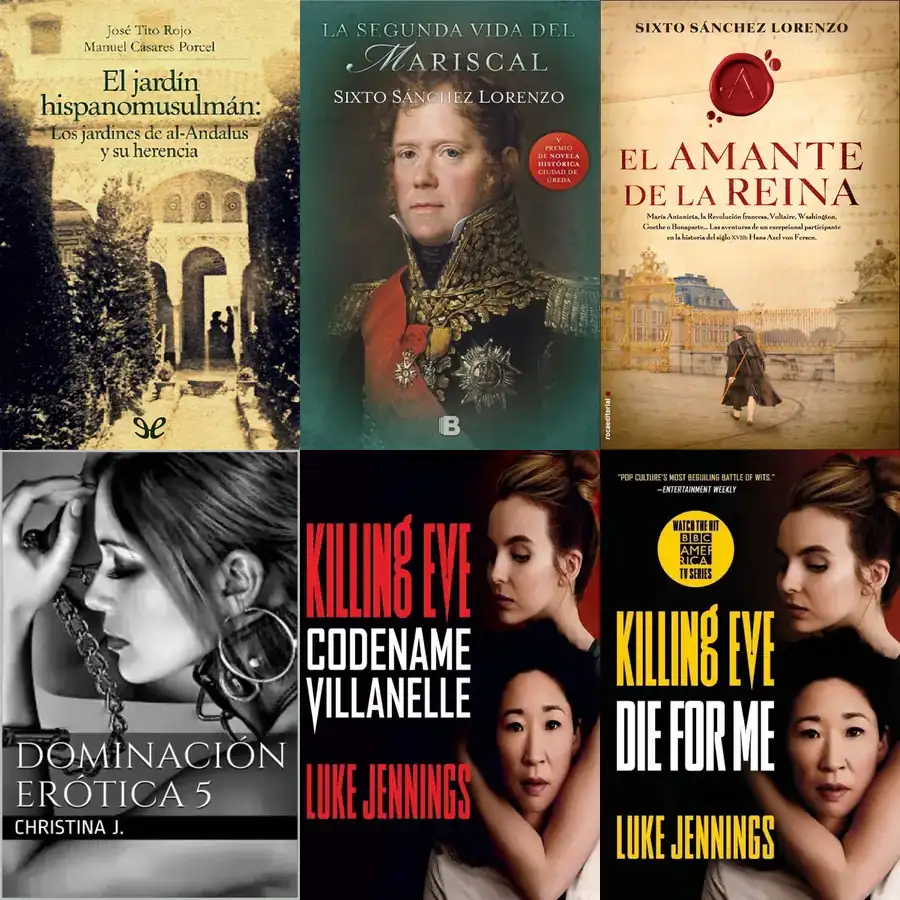 José Tito Rojo
Manuel Casares Porcel
El jardín
hispanomusulmán:
Los jardines de al-Andalus
y su herencia
LA SEGUNDA VIDA DEL
MARISCAL
SIXTO SÁNCHEZ LORENZO
V
PREMIO
DE NOVELA
HISTÓRICA
CIUDAD DE
ÚBEDA
B
SIXTO SÁNCHEZ LORENZO
A
EL AMANTE
DE LA REINA
María Antonieta, la Revolución francesa, Voltaire, Washington,
Goethe o Bonaparte... Las aventuras de un excepcional participante
en la historia del siglo XVIII: Hans Axel von Fersen.
rocaeditorial
DOMINACIÓN
ERÓTICA 5
CHRISTINA J.
KILLING EVE
CODENAME
VILLANELLE
LUKE JENNINGS
"POP CULTURE'S MOST BEGUILING BATTLE OF WITS."
—ENTERTAINMENT WEEKLY
WATCH THE HIT
BBC
AMER
RICA
TV SERIES
KILLING EVE
DIE FOR ME
LUKE JENNINGS